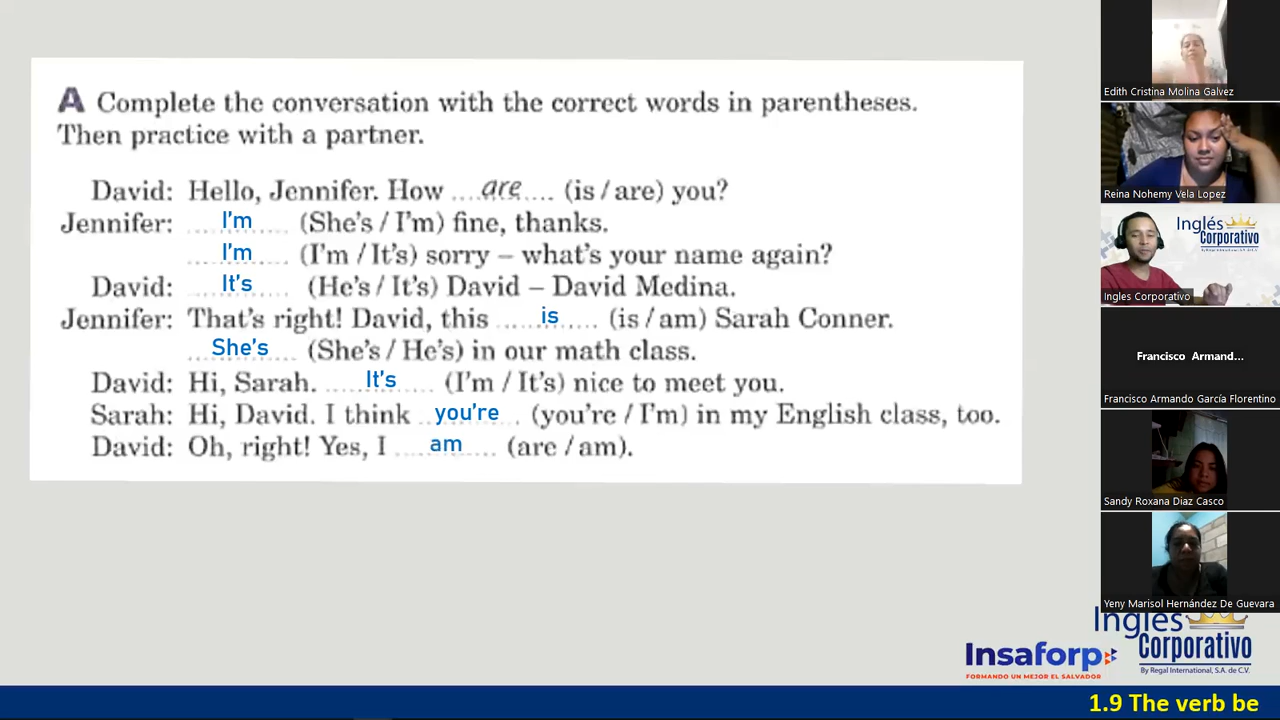 A Complete the conversation with the correct words in parentheses.
Then practice with a partner.
David: Hello, Jennifer. How ....are.... (is / are) you?
Jennifer: I'm (She's / I'm) fine, thanks.
I'm (I'm / It's) sorry – what's your name again?
David: It's (He's / It's) David – David Medina.
Jennifer: That's right! David, this is (is / am) Sarah Conner.
She's (She's / He's) in our math class.
David: Hi, Sarah. It's (I'm / It's) nice to meet you.
Sarah: Hi, David. I think you're (you're / I'm) in my English class, too.
David: Oh, right! Yes, I am (are / am).
Edith Cristina Molina Galvez
Reina Nohemy Vela Lopez
Inglés
Corporativo
By Regal International, S.A. de C.V.
Ingles Corporativo
Francisco Armand...
Francisco Armando García Florentino
Sandy Roxana Diaz Casco
Yeny Marisol Hernández De Guevara
Insaforp
FORMANDO UN MEJOR EL SALVADOR
Inglés
Corporativo
By Regal International, S.A. de C.V.
1.9 The verb be